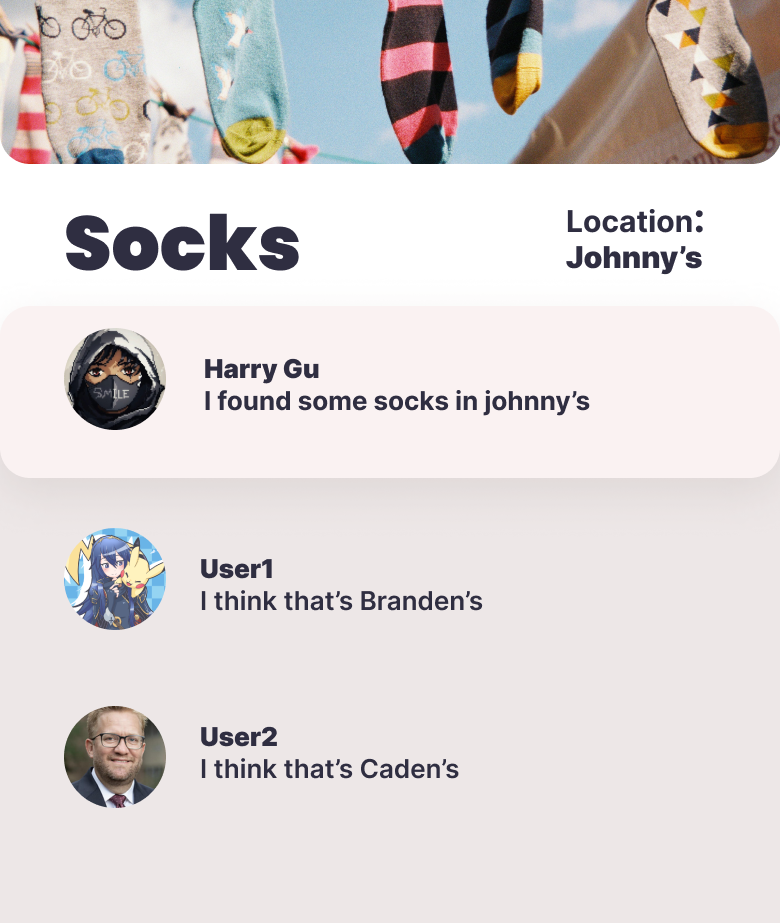 Socks
Location:
Johnny’s
SMILE
Harry Gu
I found some socks in johnny’s
User1
I think that’s Branden’s
User2
I think that’s Caden’s